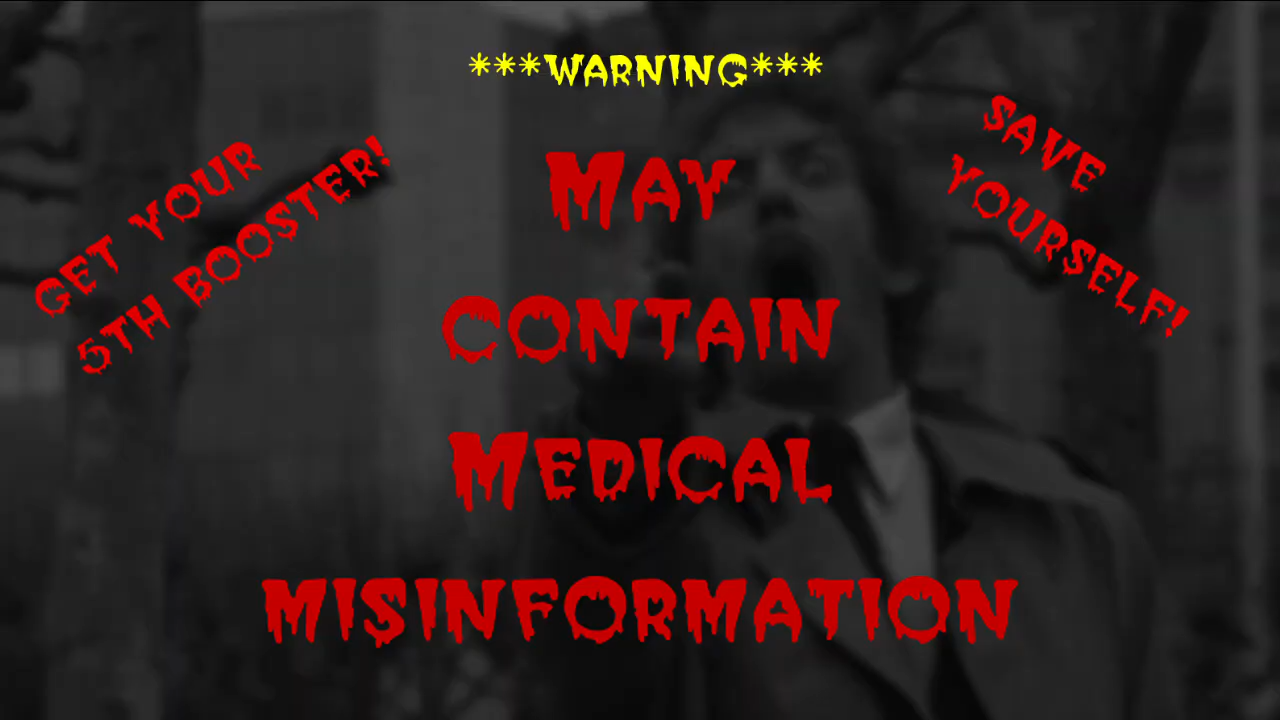 ***WARNING***
GET YOUR
5TH BOOSTER!
SAVE
YOURSELF!
MAY
CONTAIN
MEDICAL
MISINFORMATION